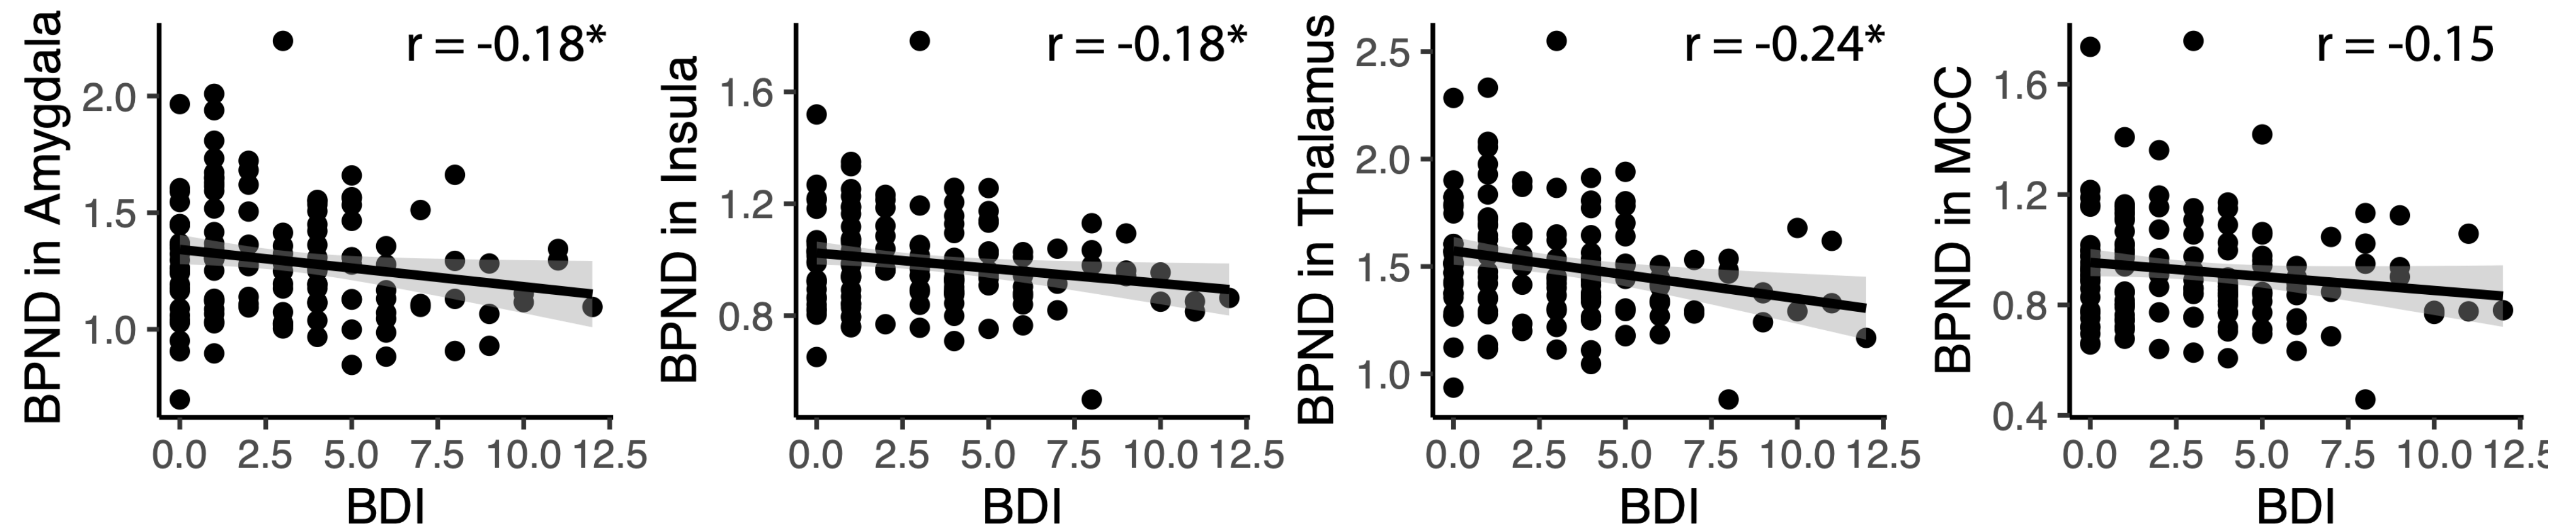 BPND in Amygdala
r = -0.18*
2.0
1.5
1.0
0.0 2.5 5.0 7.5 10.0 12.5
BDI
BPND in Insula
r = -0.18*
1.6
1.2
0.8
0.0 2.5 5.0 7.5 10.0 12.5
BDI
BPND in Thalamus
r = -0.24*
2.5
2.0
1.5
1.0
0.0 2.5 5.0 7.5 10.0 12.5
BDI
BPND in MCC
r = -0.15
1.6
1.2
0.8
0.4
0.0 2.5 5.0 7.5 10.0 12.5
BDI